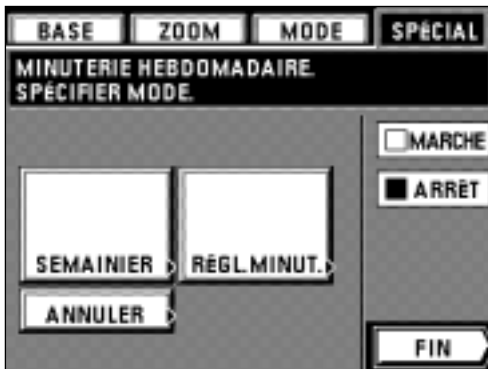 BASE ZOOM MODE SPÉCIAL
MINUTERIE HEBDOMADAIRE.
SPÉCIFIER MODE.
MARCHE
ARRÊT
SEMAINIER RÉGL.MINUT.
ANNULER
FIN